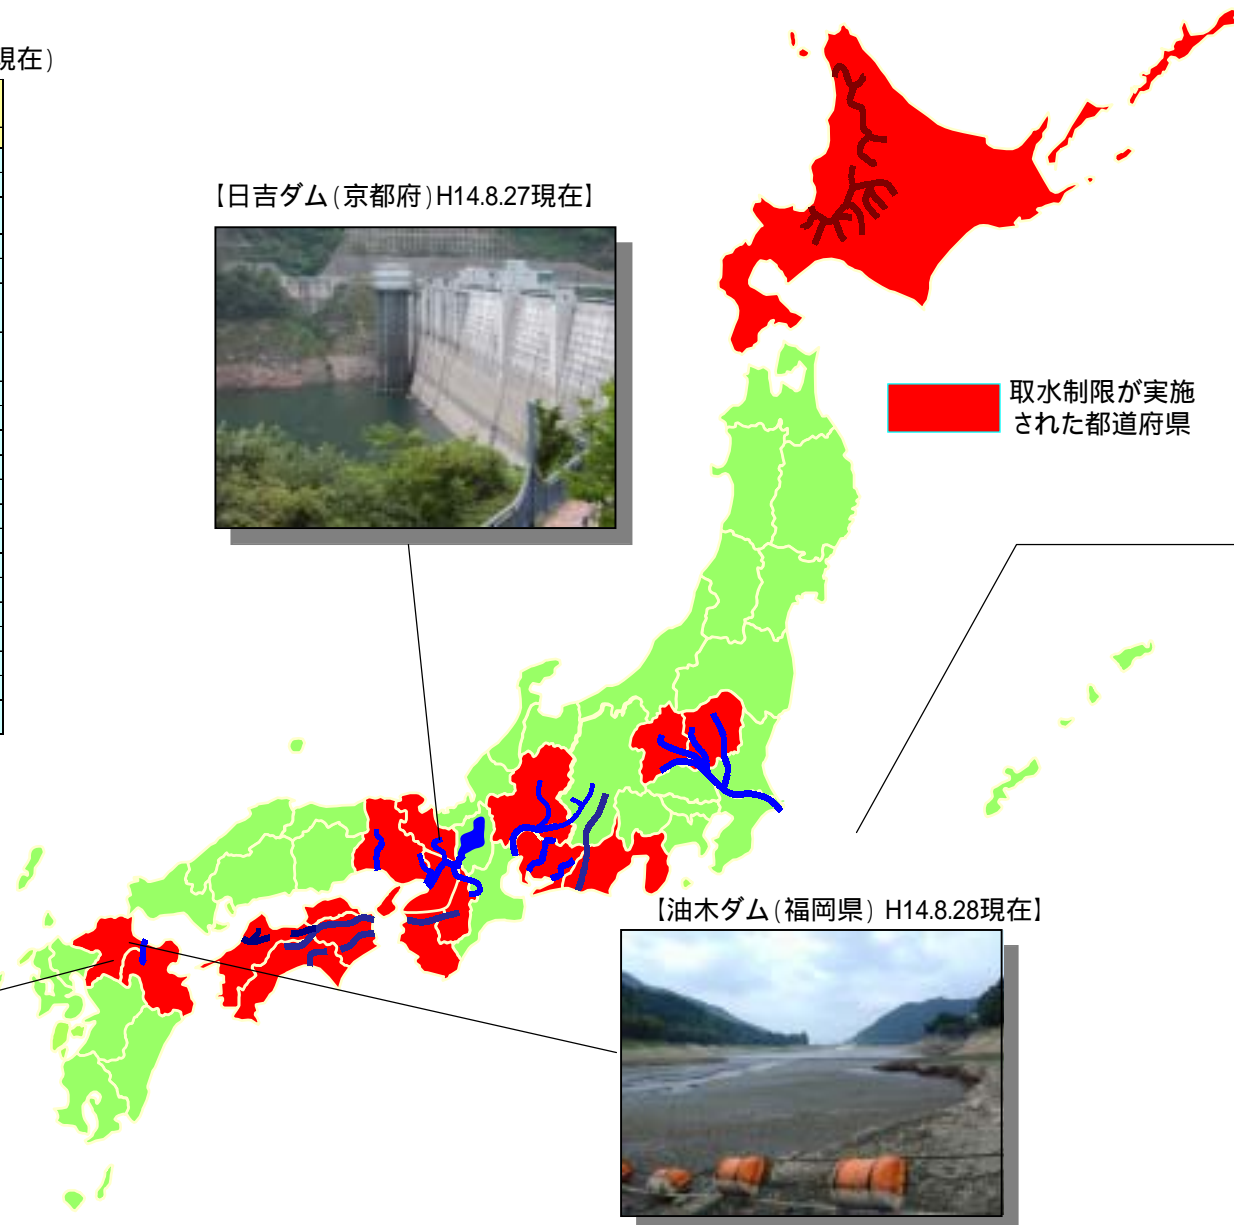 現在)
【日吉ダム(京都府)H14.8.27現在】
取水制限が実施
された都道府県
【油木ダム(福岡県) H14.8.28現在】